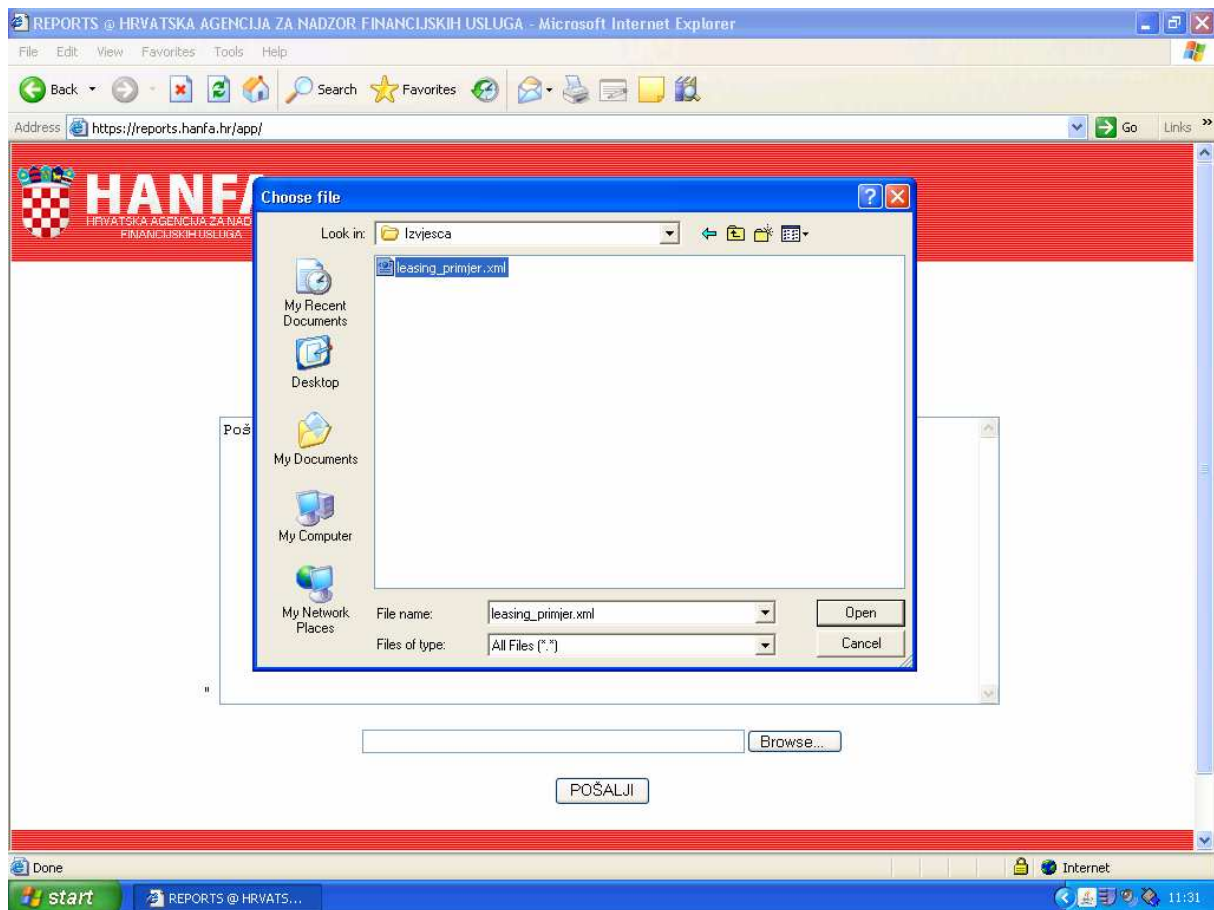 REPORTS @ HRVATSKA AGENCIJA ZA NADZOR FINANCIJSKIH USLUGA - Microsoft Internet Explorer
File Edit View Favorites Tools Help
Back Search Favorites
Address https://reports.hanfa.hr/app/ Go Links »
HANFA
HRVATSKA AGENCIJA ZA NAD
FINANCIJSKIH USLUGA
Choose file
Look in: Izvjesca
leasing_primjer.xml
My Recent
Documents
Desktop
My Documents
My Computer
My Network
Places
File name: leasing_primjer.xml Open
Files of type: All Files (*.*) Cancel
Poš
"
Browse...
POŠALJI
Done Internet
start REPORTS @ HRVATS... 11:31